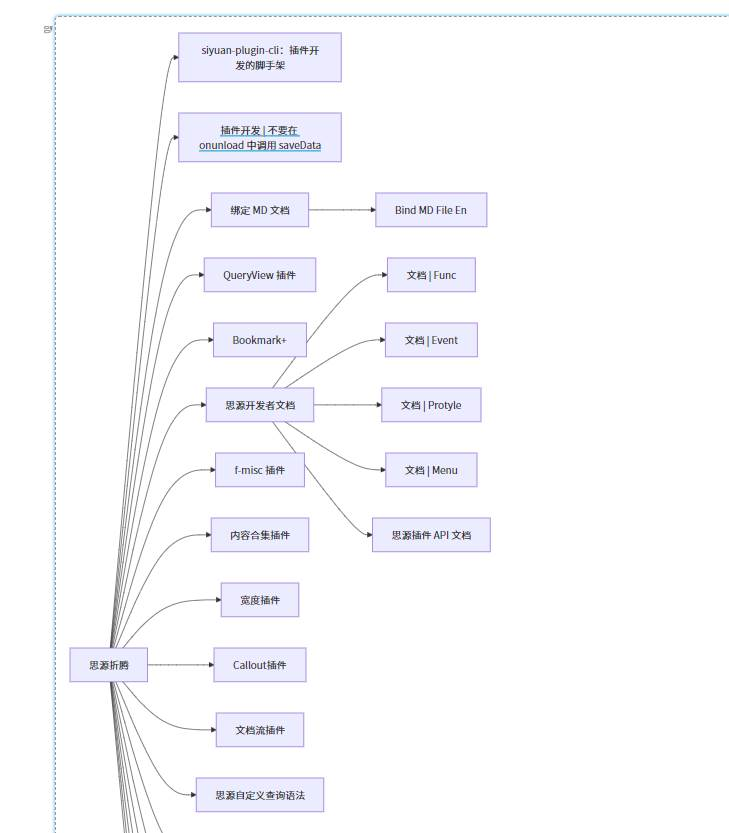 siyuan-plugin-cli：插件开
发的脚手架
插件开发 | 不要在
onunload 中调用 saveData
绑定 MD 文档
Bind MD File En
QueryView 插件
文档 | Func
Bookmark+
文档 | Event
思源开发者文档
文档 | Protyle
f-misc 插件
文档 | Menu
内容合集插件
思源插件 API 文档
宽度插件
思源折腾
Callout插件
文档流插件
思源自定义查询语法